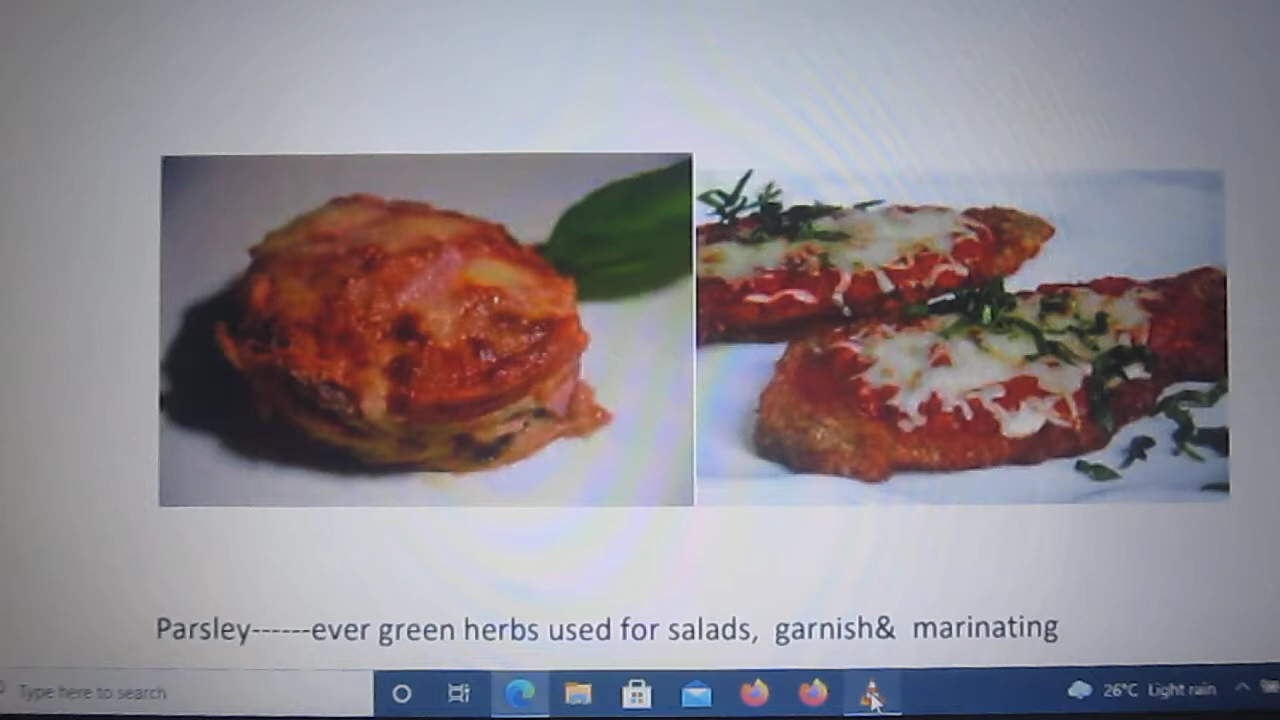 Parsley------ever green herbs used for salads, garnish& marinating
Type here to search
26°C Light rain